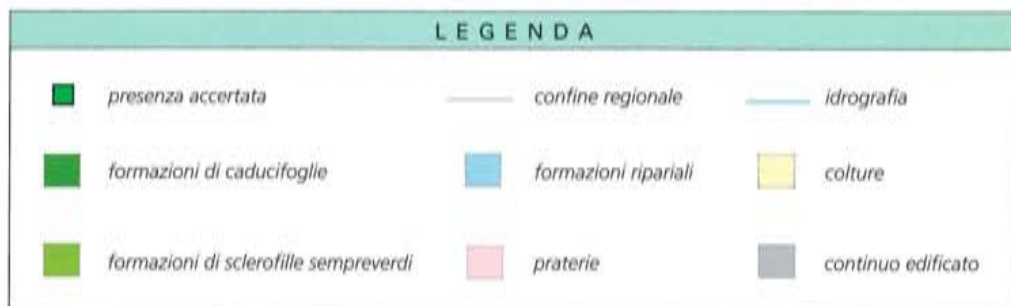 LEGENDA
presenza accertata confine regionale idrografia
formazioni di caducifoglie formazioni ripariali colture
formazioni di sclerofille sempreverdi praterie continuo edificato